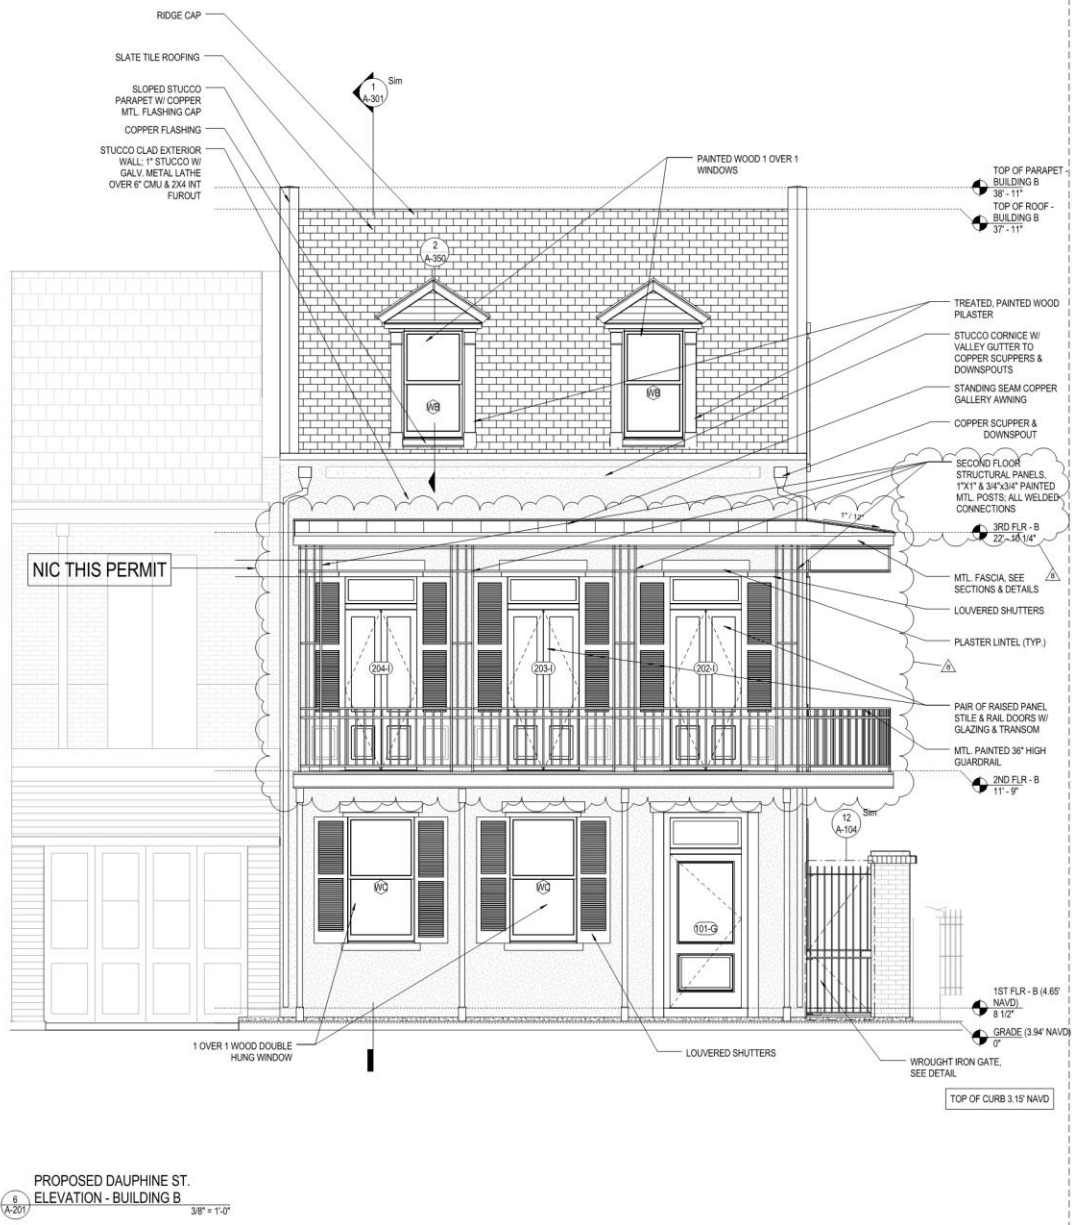 RIDGE CAP
SLATE TILE ROOFING
SLOPED STUCCO
PARAPET W/ COPPER
MTL. FLASHING CAP
COPPER FLASHING
STUCCO CLAD EXTERIOR
WALL; 1" STUCCO W/
GALV. METAL LATHE
OVER 6" CMU & 2X4 INT
FUROUT
1
A-301
Sim
2
A-350
PAINTED WOOD 1 OVER 1
WINDOWS
TOP OF PARAPET -
BUILDING B
38' - 11"
TOP OF ROOF -
BUILDING B
37' - 11"
TREATED, PAINTED WOOD
PILASTER
STUCCO CORNICE W/
VALLEY GUTTER TO
COPPER SCUPPERS &
DOWNSPOUTS
STANDING SEAM COPPER
GALLERY AWNING
COPPER SCUPPER &
DOWNSPOUT
SECOND FLOOR
STRUCTURAL PANELS,
1"X1" & 3/4"x3/4" PAINTED
MTL. POSTS; ALL WELDED
CONNECTIONS
3RD FLR - B
22' - 10 1/4"
1" / 12"
8
MTL. FASCIA, SEE
SECTIONS & DETAILS
LOUVERED SHUTTERS
PLASTER LINTEL (TYP.)
8
PAIR OF RAISED PANEL
STILE & RAIL DOORS W/
GLAZING & TRANSOM
MTL. PAINTED 36" HIGH
GUARDRAIL
2ND FLR - B
11' - 9"
WB
WB
NIC THIS PERMIT
204-I
203-I
202-I
12
A-104
Sim
WC
WC
101-G
1ST FLR - B (4.65'
NAVD)
8 1/2"
GRADE (3.94' NAVD)
0"
1 OVER 1 WOOD DOUBLE
HUNG WINDOW
LOUVERED SHUTTERS
WROUGHT IRON GATE,
SEE DETAIL
TOP OF CURB 3.15' NAVD
6
A-201
PROPOSED DAUPHINE ST.
ELEVATION - BUILDING B
3/8" = 1'-0"